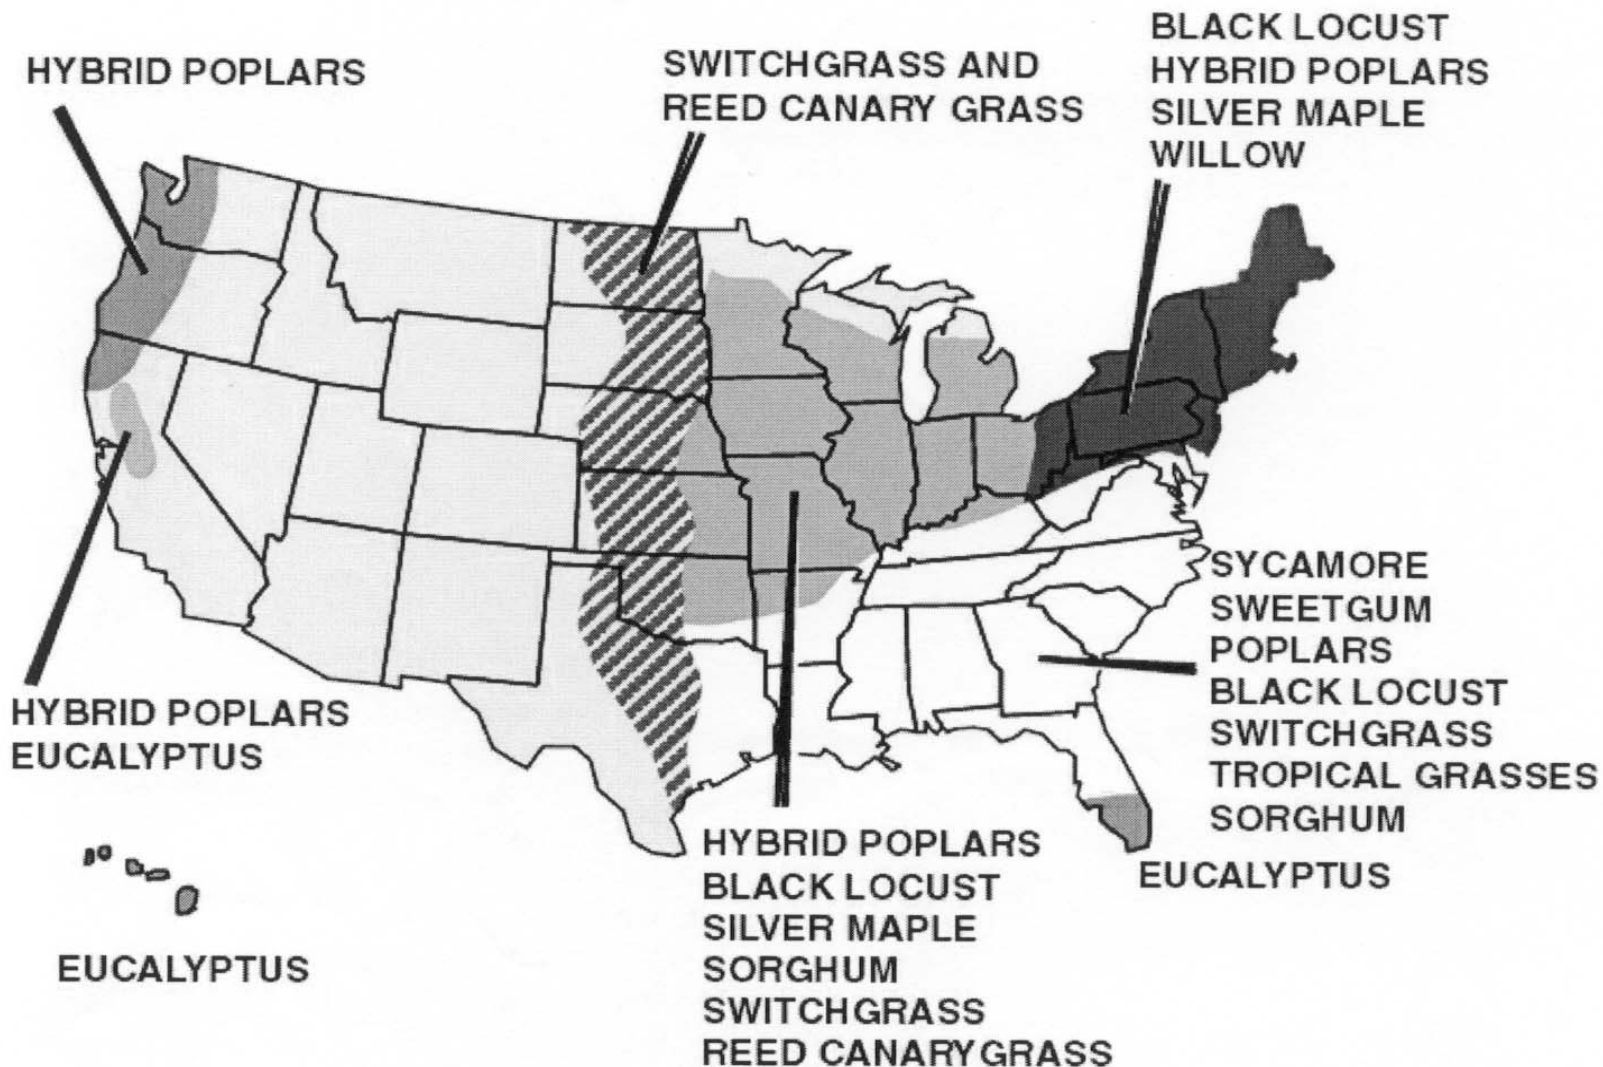 HYBRID POPLARS
SWITCHGRASS AND
REED CANARY GRASS
BLACK LOCUST
HYBRID POPLARS
SILVER MAPLE
WILLOW
HYBRID POPLARS
EUCALYPTUS
EUCALYPTUS
HYBRID POPLARS
BLACK LOCUST
SILVER MAPLE
SORGHUM
SWITCHGRASS
REED CANARYGRASS
SYCAMORE
SWEETGUM
POPLARS
BLACK LOCUST
SWITCHGRASS
TROPICAL GRASSES
SORGHUM
EUCALYPTUS